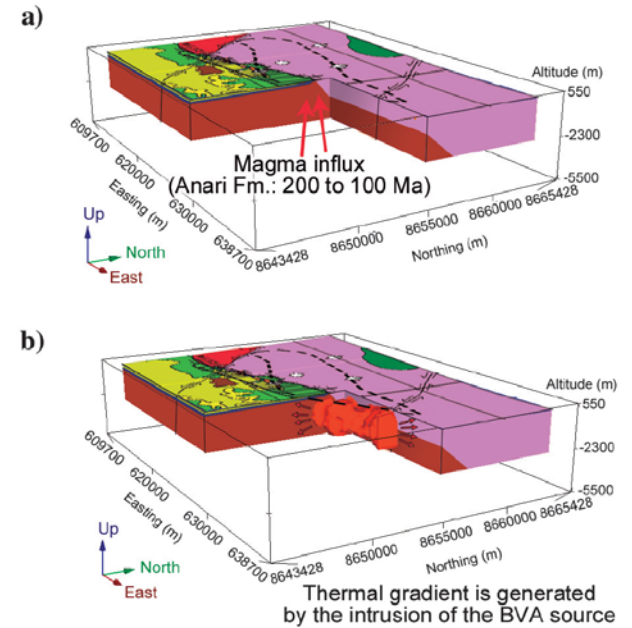 a)
Altitude (m)
550
-2300
-5500
Magma influx
(Anari Fm.: 200 to 100 Ma)
609700
620000
630000
638700
Easting (m)
8643428
8650000
8655000
8660000
8665428
Northing (m)
Up
North
East
b)
Altitude (m)
550
-2300
-5500
609700
620000
630000
638700
Easting (m)
8643428
8650000
8655000
8660000
8665428
Northing (m)
Up
North
East
Thermal gradient is generated
by the intrusion of the BVA source